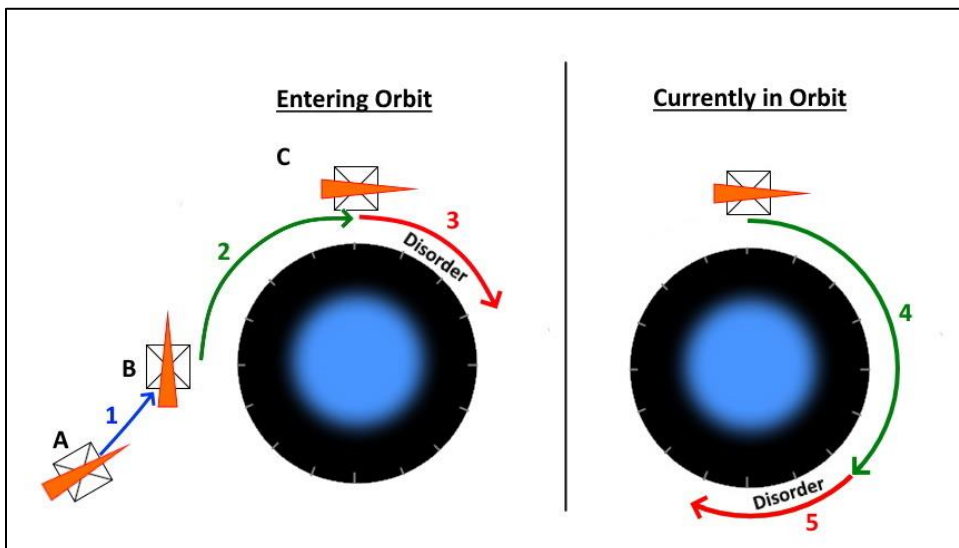 Entering Orbit
Currently in Orbit
C
3
Disorder
2
B
1
A
4
Disorder
5